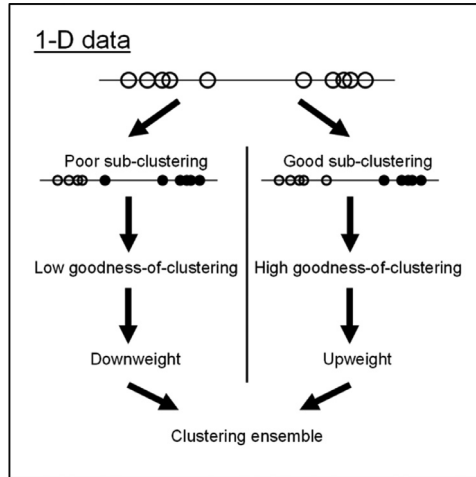 1-D data
Poor sub-clustering
Good sub-clustering
Low goodness-of-clustering
High goodness-of-clustering
Downweight
Upweight
Clustering ensemble